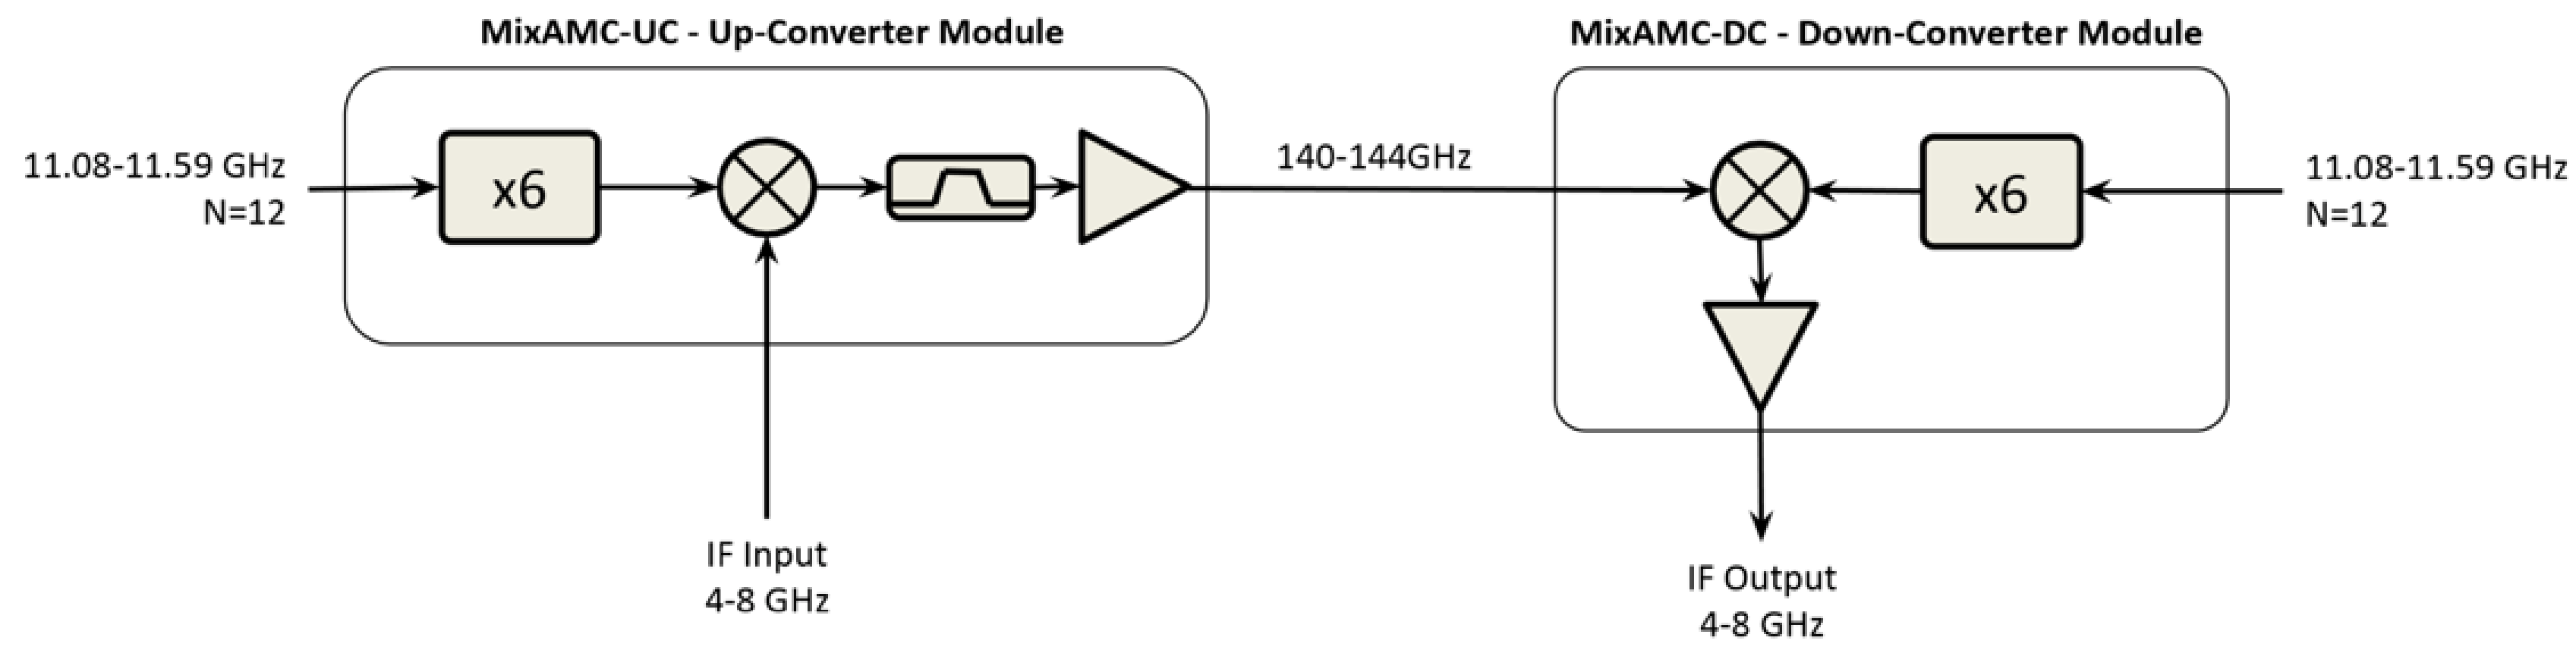 MixAMC-UC - Up-Converter Module
MixAMC-DC - Down-Converter Module
11.08-11.59 GHz
N=12
x6
140-144GHz
x6
11.08-11.59 GHz
N=12
IF Input
4-8 GHz
IF Output
4-8 GHz